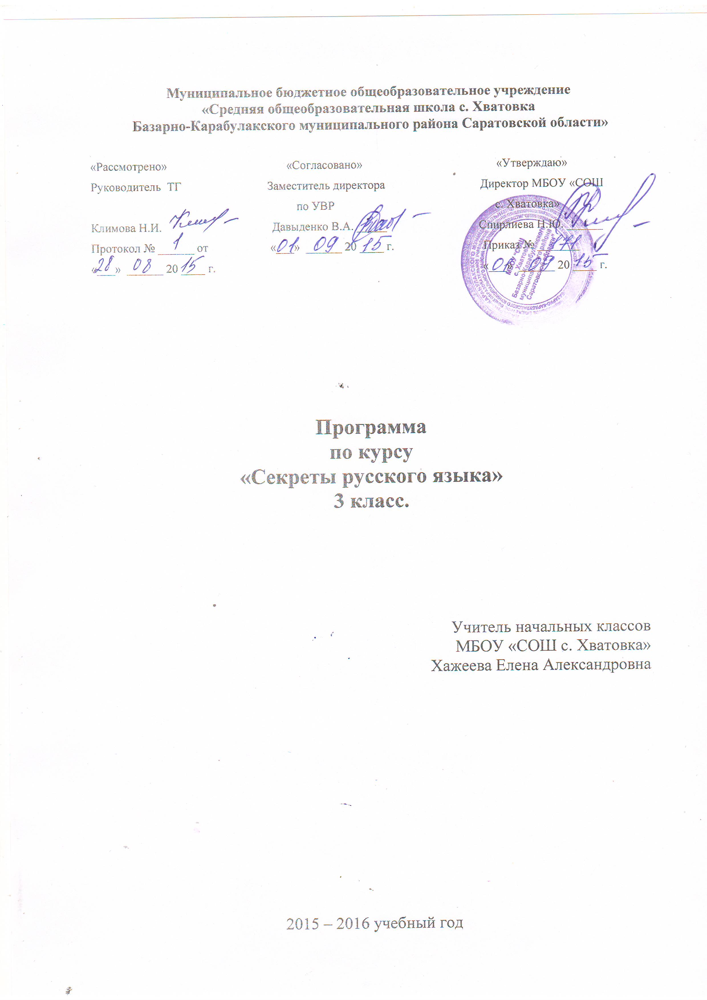 Муниципальное бюджетное общеобразовательное учреждение
«Средняя общеобразовательная школа с. Хватовка
Базарно-Карабулакского муниципального района Саратовской области»
«Рассмотрено»
Руководитель ТГ
Климова Н.И.
Протокол № 1 от
«28» 08 2015 г.
«Согласовано»
Заместитель директора
по УВР
Давыденко В.А.
«01» 09 2015 г.
«Утверждаю»
Директор МБОУ «СОШ
с. Хватовка»
Спирлиева Н.Ю.
Приказ № 171
«01» 09 2015 г.
МБОУ "СОШ
с. Хватовка
Базарно-Карабулакского
муниципального района
Саратовской области"
Программа
по курсу
«Секреты русского языка»
3 класс.
Учитель начальных классов
МБОУ «СОШ с. Хватовка»
Хажеева Елена Александровна
2015 – 2016 учебный год